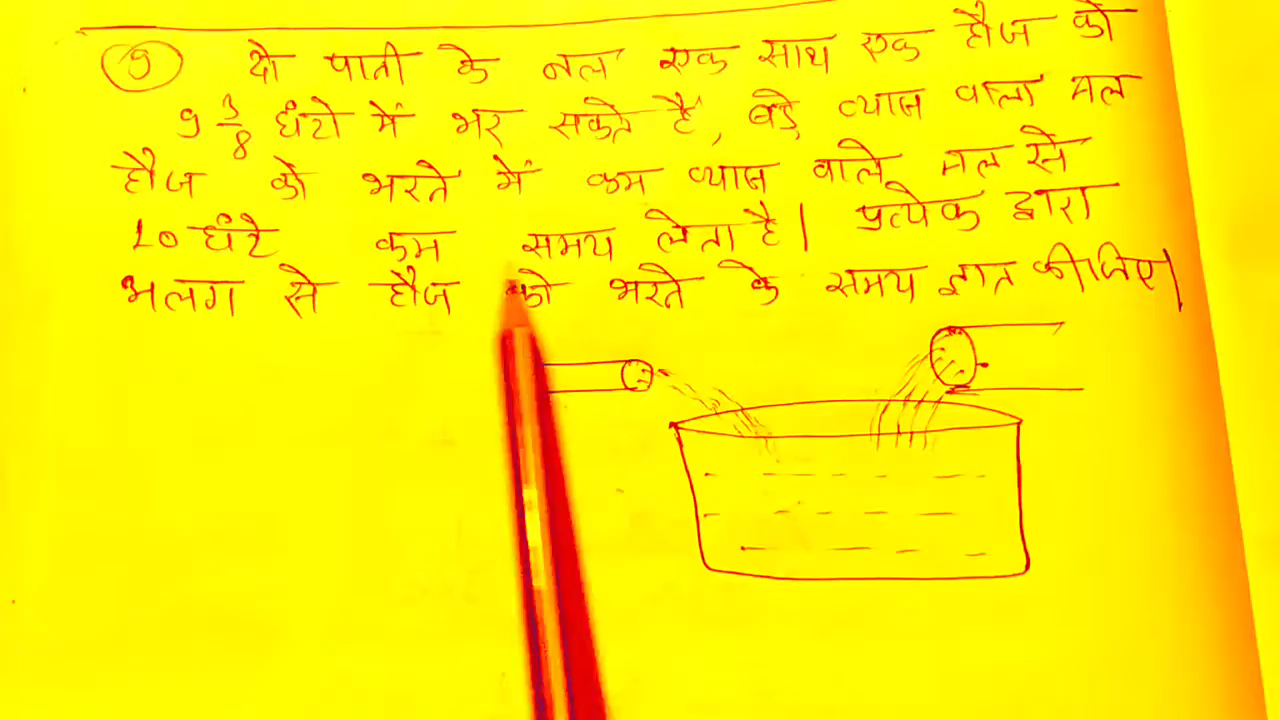 9 दो पानी के नल एक साथ एक हौज को
9 3/8 घंटो में भर सकते हैं, बड़े व्यास वाला नल
हौज को भरने में कम व्यास वाले नल से
10 घंटे कम समय लेता है। प्रत्येक द्वारा
अलग से हौज को भरने के समय ज्ञात कीजिए।